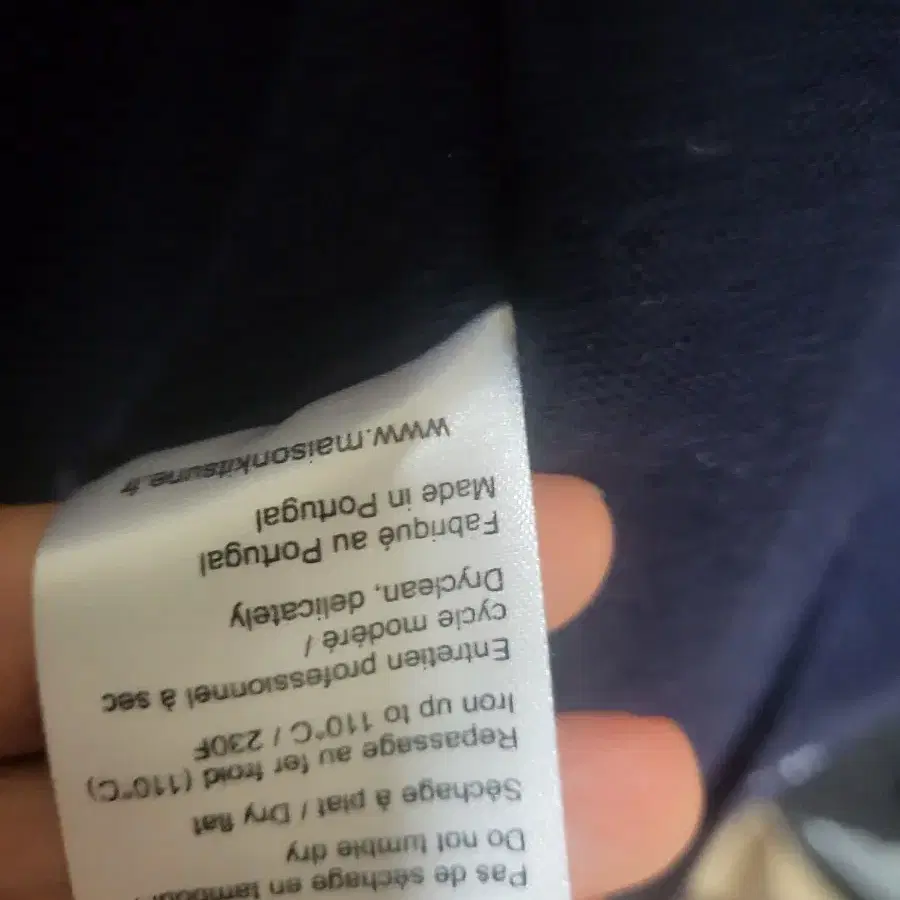 Pas de séchage en tambour /
Do not tumble dry
Séchage à plat / Dry flat
Repassage au fer froid (110°C)
Iron up to 110°C / 230F
Entretien professionnel à sec
cycle modéré /
Dryclean, delicately
Fabriqué au Portugal
Made in Portugal
www.maisonkitsune.fr